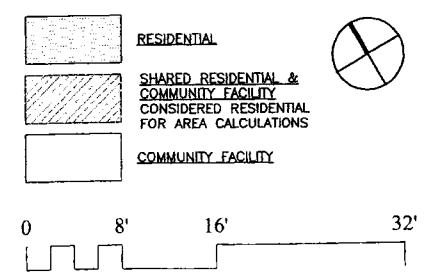 RESIDENTIAL
SHARED RESIDENTIAL &
COMMUNITY FACILITY
CONSIDERED RESIDENTIAL
FOR AREA CALCULATIONS
COMMUNITY FACILITY
0 8' 16' 32'